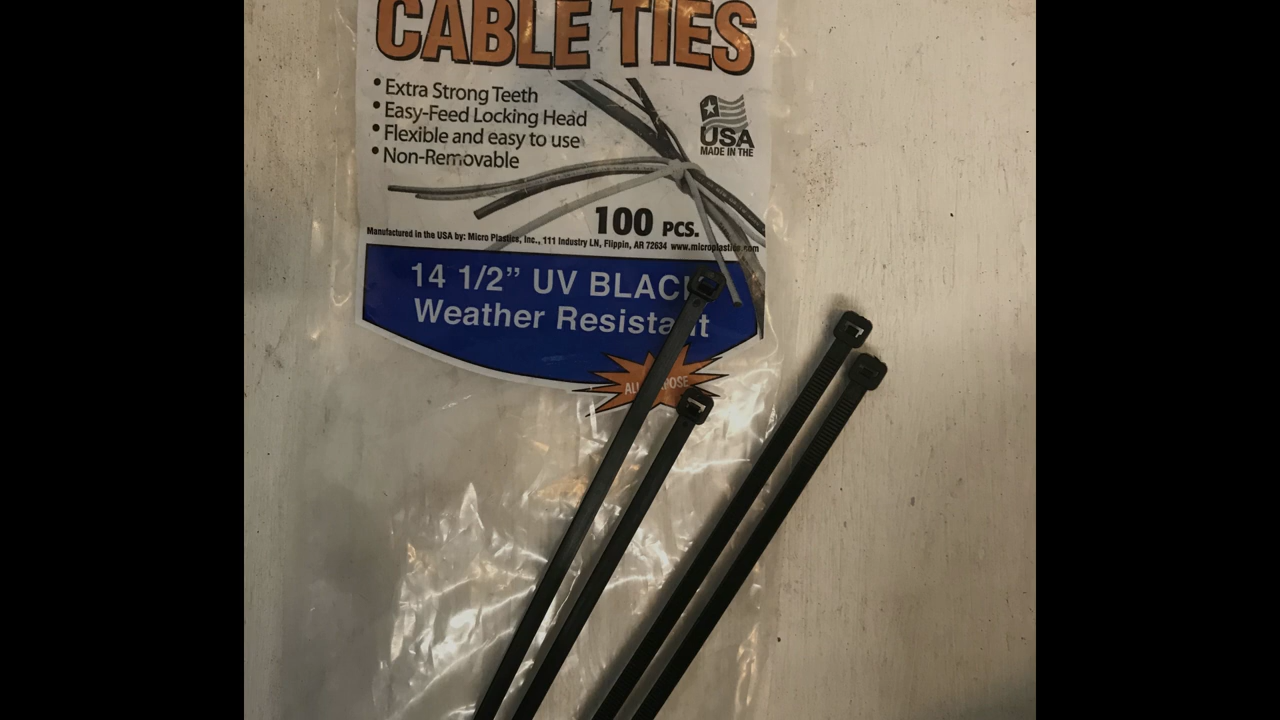 CABLE TIES
• Extra Strong Teeth
• Easy-Feed Locking Head
• Flexible and easy to use
• Non-Removable
USA
MADE IN THE
100 PCS.
Manufactured in the USA by: Micro Plastics, Inc., 111 Industry LN, Flippin, AR 72634 www.microplastics.com
14 1/2” UV BLACK
Weather Resistant